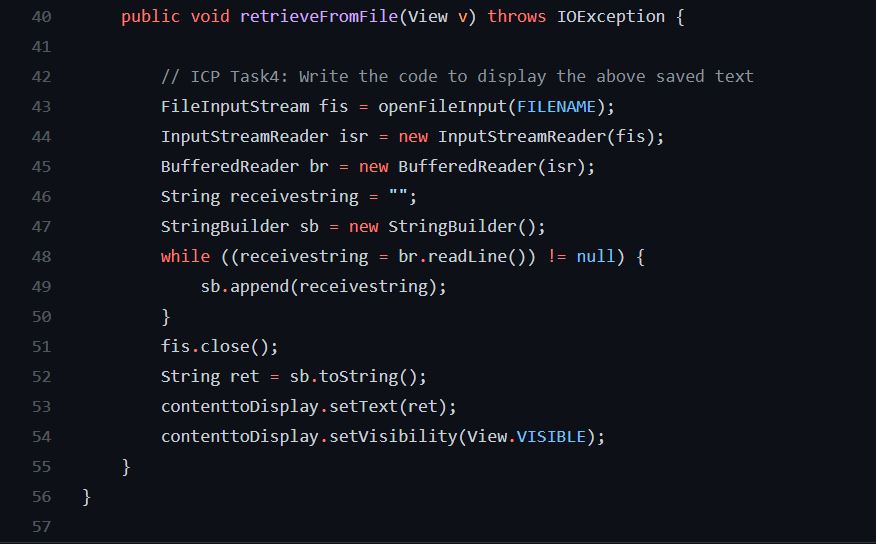 40 public void retrieveFromFile(View v) throws IOException {
41
42 // ICP Task4: Write the code to display the above saved text
43 FileInputStream fis = openFileInput(FILENAME);
44 InputStreamReader isr = new InputStreamReader(fis);
45 BufferedReader br = new BufferedReader(isr);
46 String receivestring = "";
47 StringBuilder sb = new StringBuilder();
48 while ((receivestring = br.readLine()) != null) {
49 sb.append(receivestring);
50 }
51 fis.close();
52 String ret = sb.toString();
53 contenttoDisplay.setText(ret);
54 contenttoDisplay.setVisibility(View.VISIBLE);
55 }
56 }
57